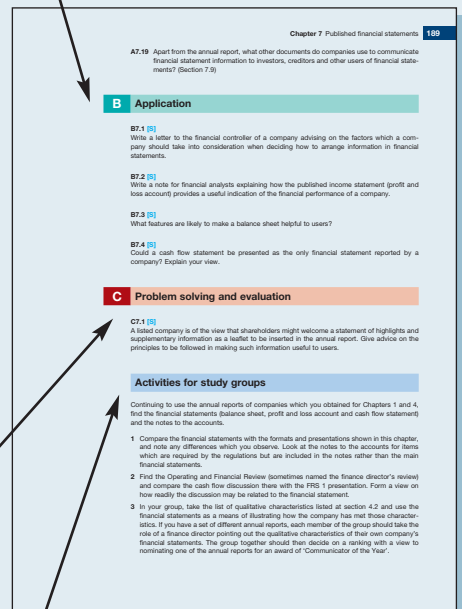 Chapter 7 Published financial statements 189
A7.19 Apart from the annual report, what other documents do companies use to communicate
financial statement information to investors, creditors and other users of financial state-
ments? (Section 7.9)
B Application
B7.1 [S]
Write a letter to the financial controller of a company advising on the factors which a com-
pany should take into consideration when deciding how to arrange information in financial
statements.
B7.2 [S]
Write a note for financial analysts explaining how the published income statement (profit and
loss account) provides a useful indication of the financial performance of a company.
B7.3 [S]
What features are likely to make a balance sheet helpful to users?
B7.4 [S]
Could a cash flow statement be presented as the only financial statement reported by a
company? Explain your view.
C Problem solving and evaluation
C7.1 [S]
A listed company is of the view that shareholders might welcome a statement of highlights and
supplementary information as a leaflet to be inserted in the annual report. Give advice on the
principles to be followed in making such information useful to users.
Activities for study groups
Continuing to use the annual reports of companies which you obtained for Chapters 1 and 4,
find the financial statements (balance sheet, profit and loss account and cash flow statement)
and the notes to the accounts.
1 Compare the financial statements with the formats and presentations shown in this chapter,
and note any differences which you observe. Look at the notes to the accounts for items
which are required by the regulations but are included in the notes rather than the main
financial statements.
2 Find the Operating and Financial Review (sometimes named the finance director's review)
and compare the cash flow discussion there with the FRS 1 presentation. Form a view on
how readily the discussion may be related to the financial statement.
3 In your group, take the list of qualitative characteristics listed at section 4.2 and use the
financial statements as a means of illustrating how the company has met those character-
istics. If you have a set of different annual reports, each member of the group should take the
role of a finance director pointing out the qualitative characteristics of their own company's
financial statements. The group together should then decide on a ranking with a view to
nominating one of the annual reports for an award of 'Communicator of the Year'.